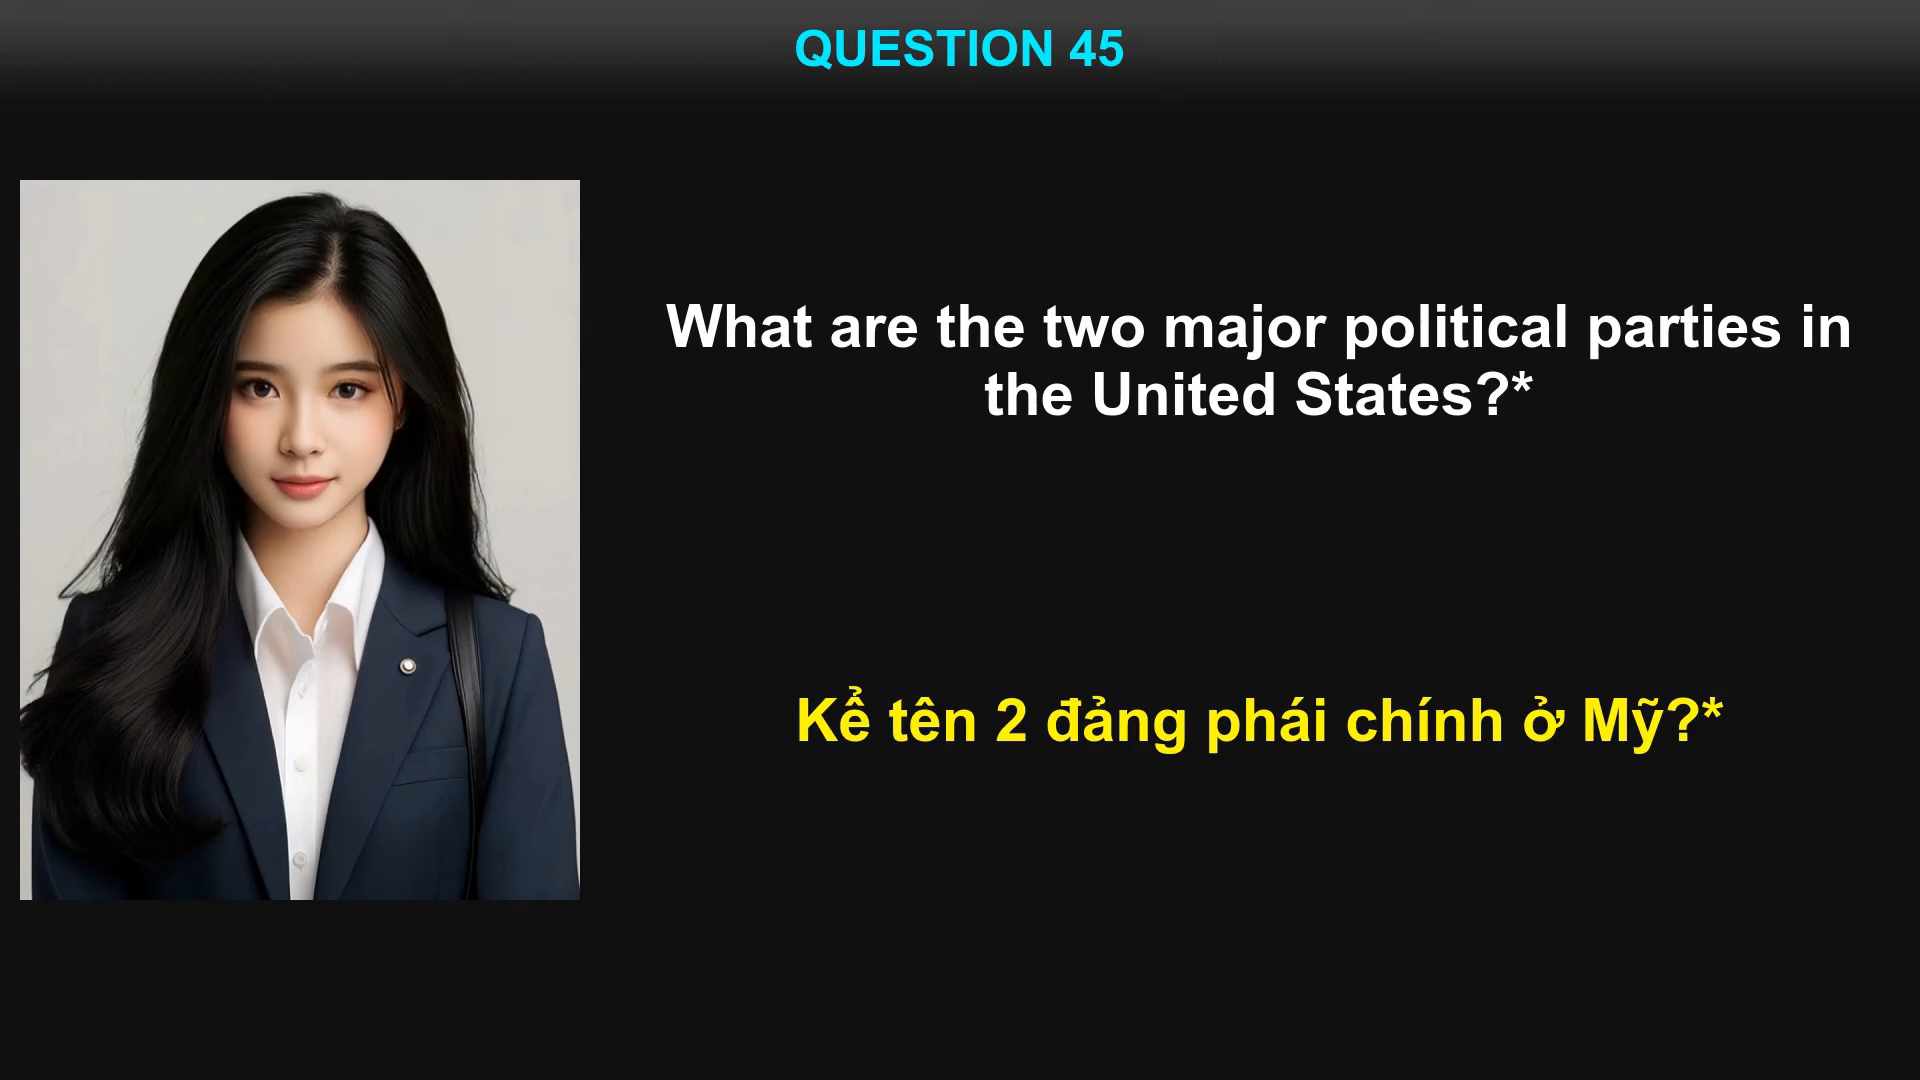 QUESTION 45
What are the two major political parties in
the United States?*
Kể tên 2 đảng phái chính ở Mỹ?*